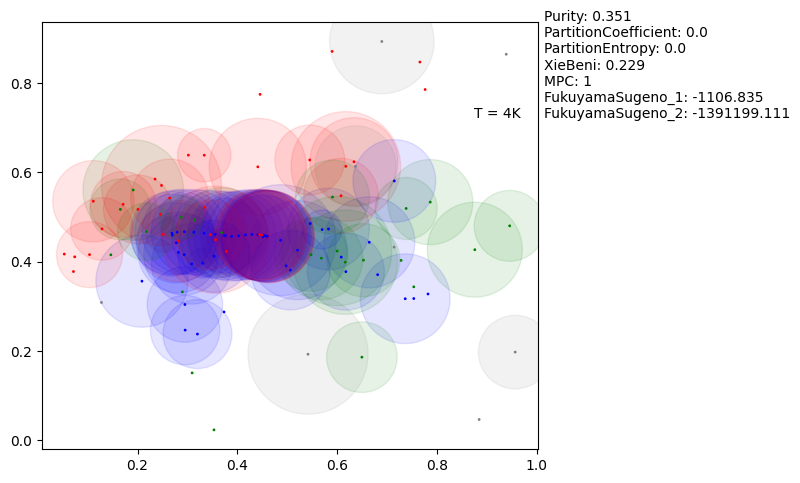 Purity: 0.351
PartitionCoefficient: 0.0
PartitionEntropy: 0.0
XieBeni: 0.229
MPC: 1
FukuyamaSugeno_1: -1106.835
FukuyamaSugeno_2: -1391199.111
T = 4K
0.8
0.6
0.4
0.2
0.0
0.2 0.4 0.6 0.8 1.0